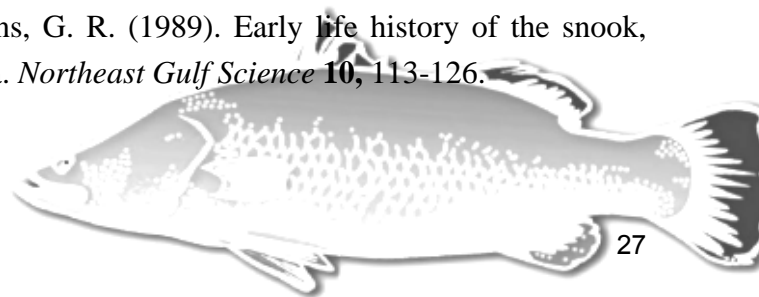 ns, G. R. (1989). Early life history of the snook,
. Northeast Gulf Science 10, 113-126.
27